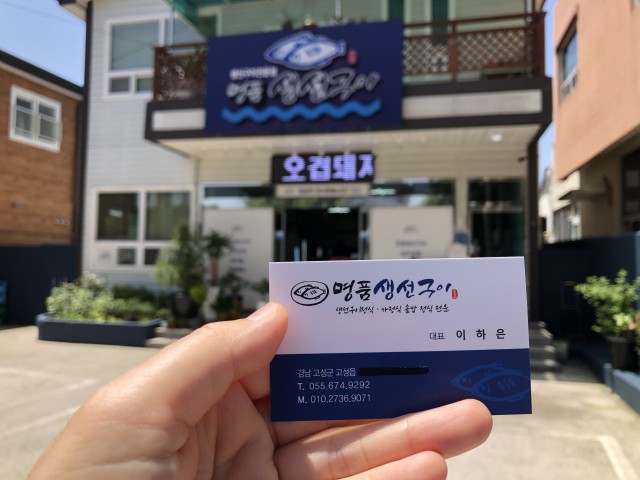 명품 생선구이
오겹돼지
명품생선구이
생선구이정식 · 가정식 솥밥 정식 전문
대표 이하은
경남 고성군 고성읍
T. 055.674.9292
M. 010.2736.9071